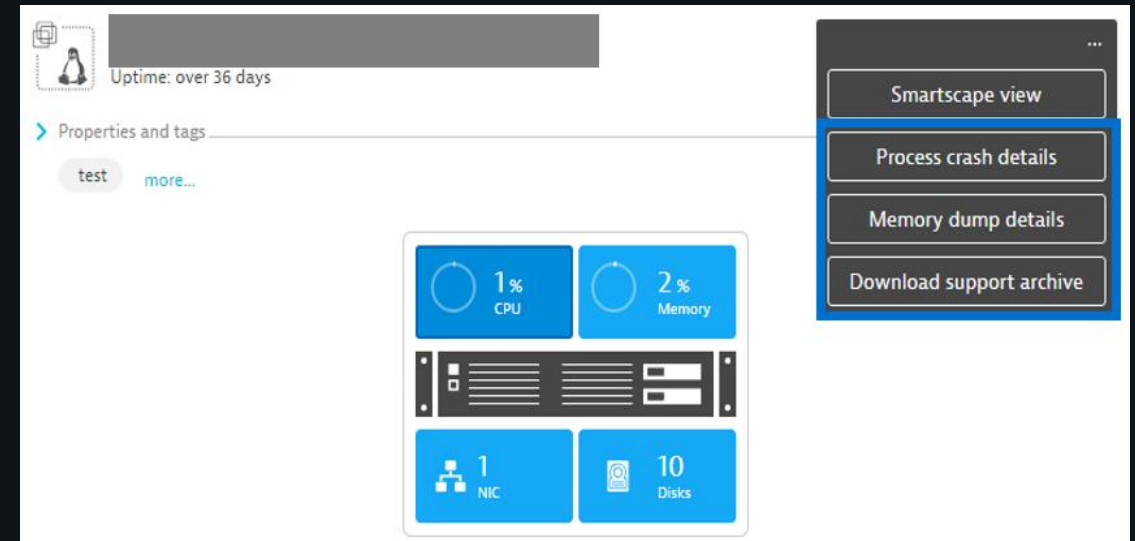 Uptime: over 36 days
...
Smartscape view
Process crash details
Memory dump details
Download support archive
Properties and tags
test more...
1 %
CPU
2 %
Memory
1
NIC
10
Disks